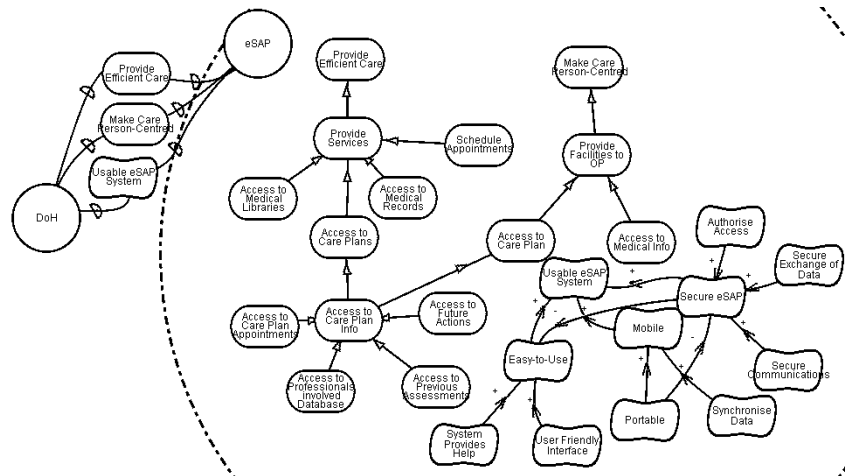 eSAP
Provide
Efficient Care
Make Care
Person-Centred
Usable eSAP
System
DoH
Provide
Efficient Care
Provide
Services
Schedule
Appointments
Access to
Medical
Libraries
Access to
Medical
Records
Access to
Care Plans
Access to
Care Plan
Appointments
Access to
Care Plan
Info
Access to
Future
Actions
Access to
Professionals
involved
Database
Access to
Previous
Assessments
Make Care
Person-Centred
Provide
Facilities to
OP
Access to
Care Plan
Access to
Medical Info
Authorise
Access
Secure
Exchange of
Data
Usable eSAP
System
Secure eSAP
Mobile
Easy-to-Use
Secure
Communications
System
Provides
Help
User Friendly
Interface
Portable
Synchronise
Data
+
+
+
+
+
-
+
-
+
+
+
+
+